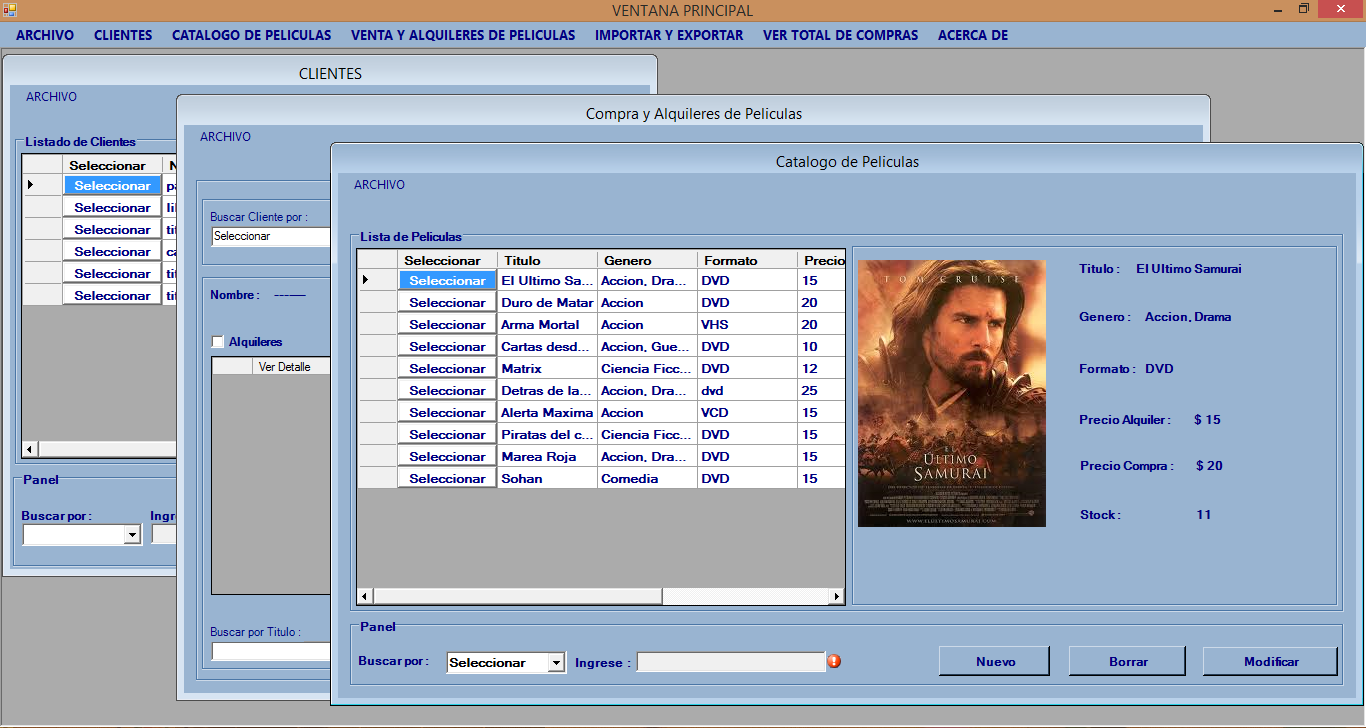 VENTANA PRINCIPAL
ARCHIVO CLIENTES CATALOGO DE PELICULAS VENTA Y ALQUILERES DE PELICULAS IMPORTAR Y EXPORTAR VER TOTAL DE COMPRAS ACERCA DE
CLIENTES
ARCHIVO
Listado de Clientes
Seleccionar N
Seleccionar pa
Seleccionar lil
Seleccionar tit
Seleccionar ca
Seleccionar tit
Seleccionar tit
Panel
Buscar por : Ingre
Compra y Alquileres de Peliculas
ARCHIVO
Buscar Cliente por :
Seleccionar
Nombre : -------
Alquileres
Ver Detalle
Buscar por Titulo :
Catalogo de Peliculas
ARCHIVO
Lista de Peliculas
Seleccionar Titulo Genero Formato Precio
Seleccionar El Ultimo Sa... Accion, Dra... DVD 15
Seleccionar Duro de Matar Accion DVD 20
Seleccionar Arma Mortal Accion VHS 20
Seleccionar Cartas desd... Accion, Gue... DVD 10
Seleccionar Matrix Ciencia Ficc... DVD 12
Seleccionar Detras de la... Accion, Dra... dvd 25
Seleccionar Alerta Maxima Accion VCD 15
Seleccionar Piratas del c... Ciencia Ficc... DVD 15
Seleccionar Marea Roja Accion, Dra... DVD 15
Seleccionar Sohan Comedia DVD 15
TOM CRUISE
EL
ÚLTIMO
SAMURAI
WWW.ELULTIMOSAMURAI.COM
Titulo : El Ultimo Samurai
Genero : Accion, Drama
Formato : DVD
Precio Alquiler : $ 15
Precio Compra : $ 20
Stock : 11
Panel
Buscar por : Seleccionar Ingrese : Nuevo Borrar Modificar